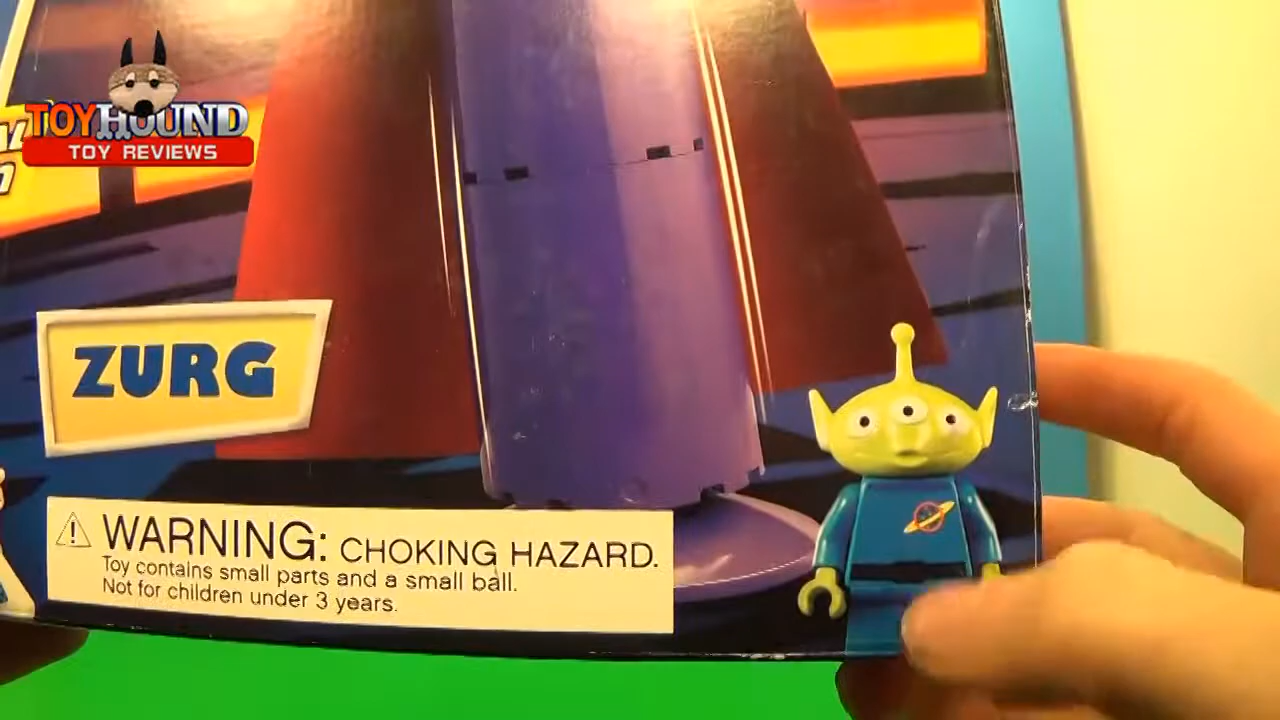 TOYHOUND
TOY REVIEWS
ZURG
WARNING: CHOKING HAZARD.
Toy contains small parts and a small ball.
Not for children under 3 years.